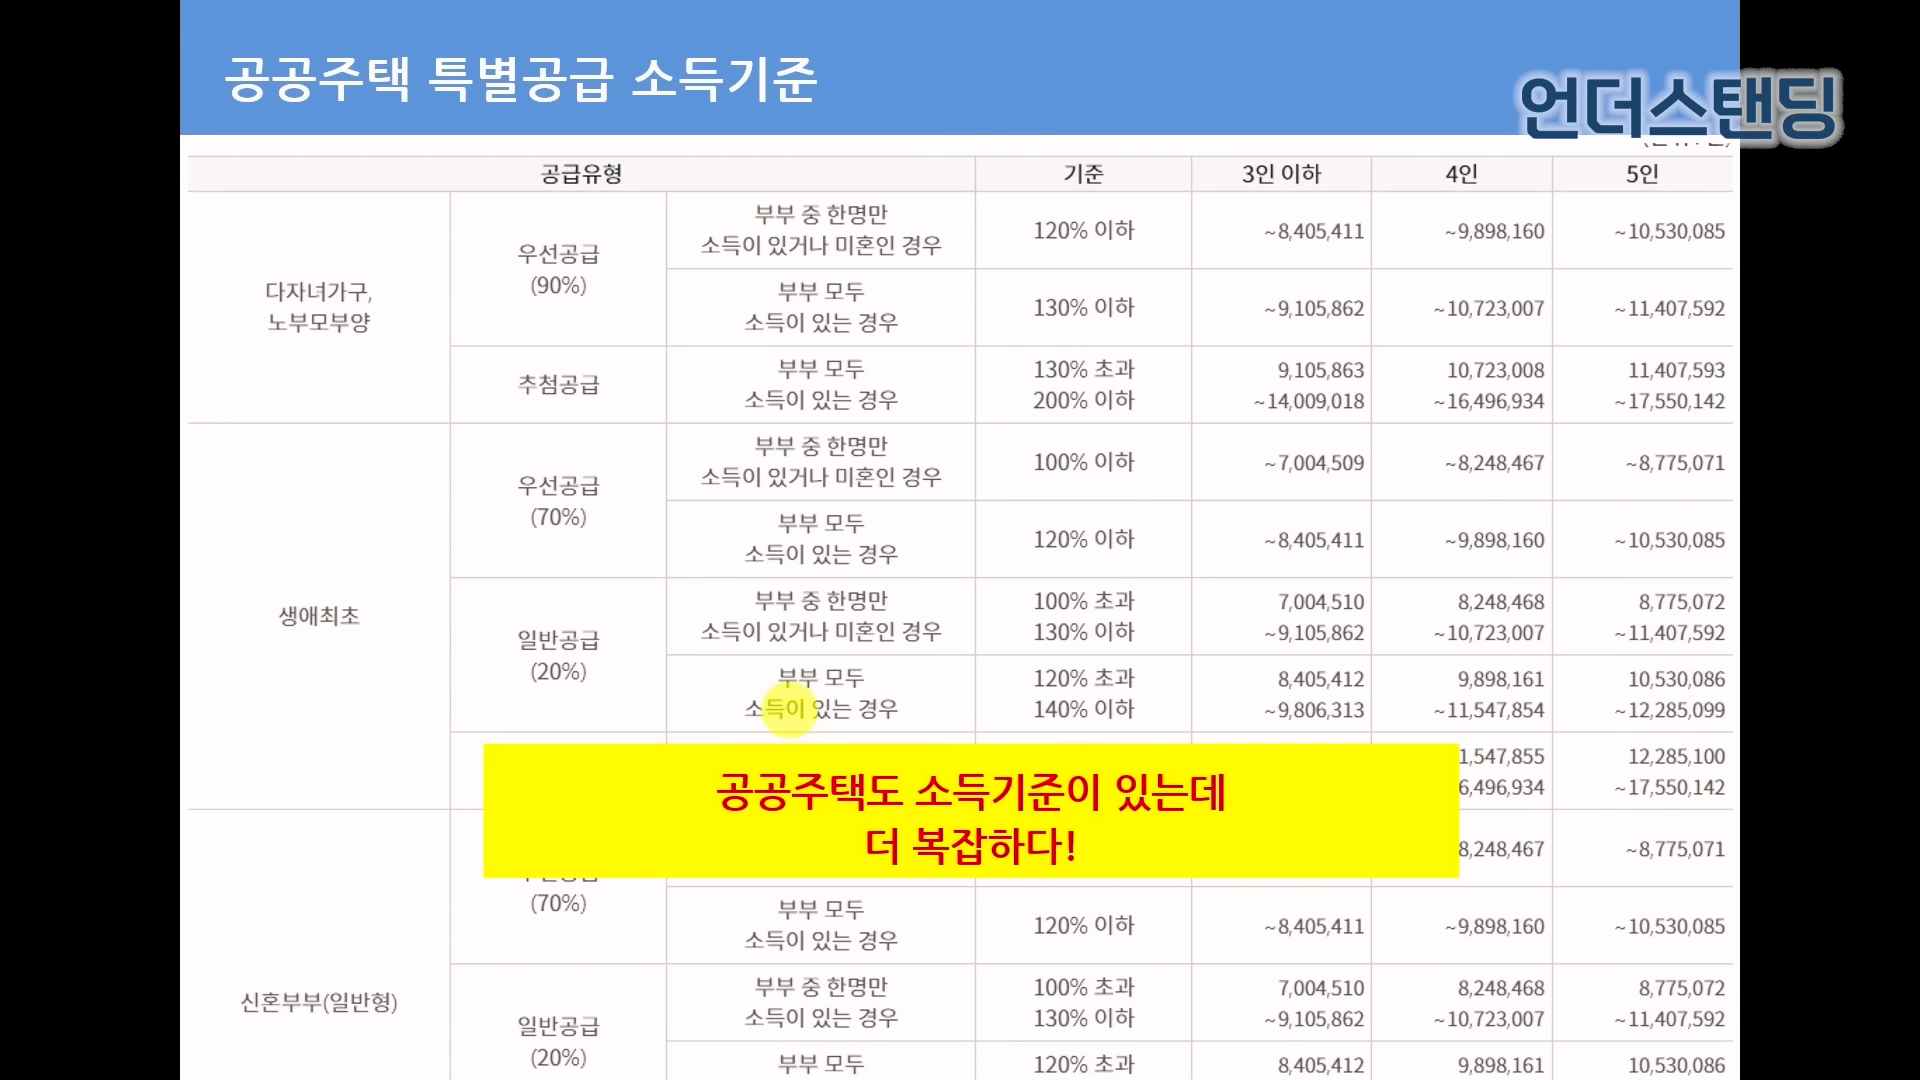 공공주택 특별공급 소득기준
언더스탠딩
공급유형 기준 3인 이하 4인 5인
다자녀가구,
노부모부양
우선공급
(90%)
부부 중 한명만
소득이 있거나 미혼인 경우
120% 이하 ~8,405,411 ~9,898,160 ~10,530,085
부부 모두
소득이 있는 경우
130% 이하 ~9,105,862 ~10,723,007 ~11,407,592
추첨공급
부부 모두
소득이 있는 경우
130% 초과 9,105,863 10,723,008 11,407,593
200% 이하 ~14,009,018 ~16,496,934 ~17,550,142
생애최초
우선공급
(70%)
부부 중 한명만
소득이 있거나 미혼인 경우
100% 이하 ~7,004,509 ~8,248,467 ~8,775,071
부부 모두
소득이 있는 경우
120% 이하 ~8,405,411 ~9,898,160 ~10,530,085
일반공급
(20%)
부부 중 한명만
소득이 있거나 미혼인 경우
100% 초과 7,004,510 8,248,468 8,775,072
130% 이하 ~9,105,862 ~10,723,007 ~11,407,592
부부 모두
소득이 있는 경우
120% 초과 8,405,412 9,898,161 10,530,086
140% 이하 ~9,806,313 ~11,547,854 ~12,285,099
1,547,855 12,285,100
6,496,934 ~17,550,142
공공주택도 소득기준이 있는데
더 복잡하다!
8,248,467 ~8,775,071
신혼부부(일반형)
(70%)
부부 모두
소득이 있는 경우
120% 이하 ~8,405,411 ~9,898,160 ~10,530,085
일반공급
(20%)
부부 중 한명만
소득이 있는 경우
100% 초과 7,004,510 8,248,468 8,775,072
130% 이하 ~9,105,862 ~10,723,007 ~11,407,592
부부 모두 120% 초과 8,405,412 9,898,161 10,530,086